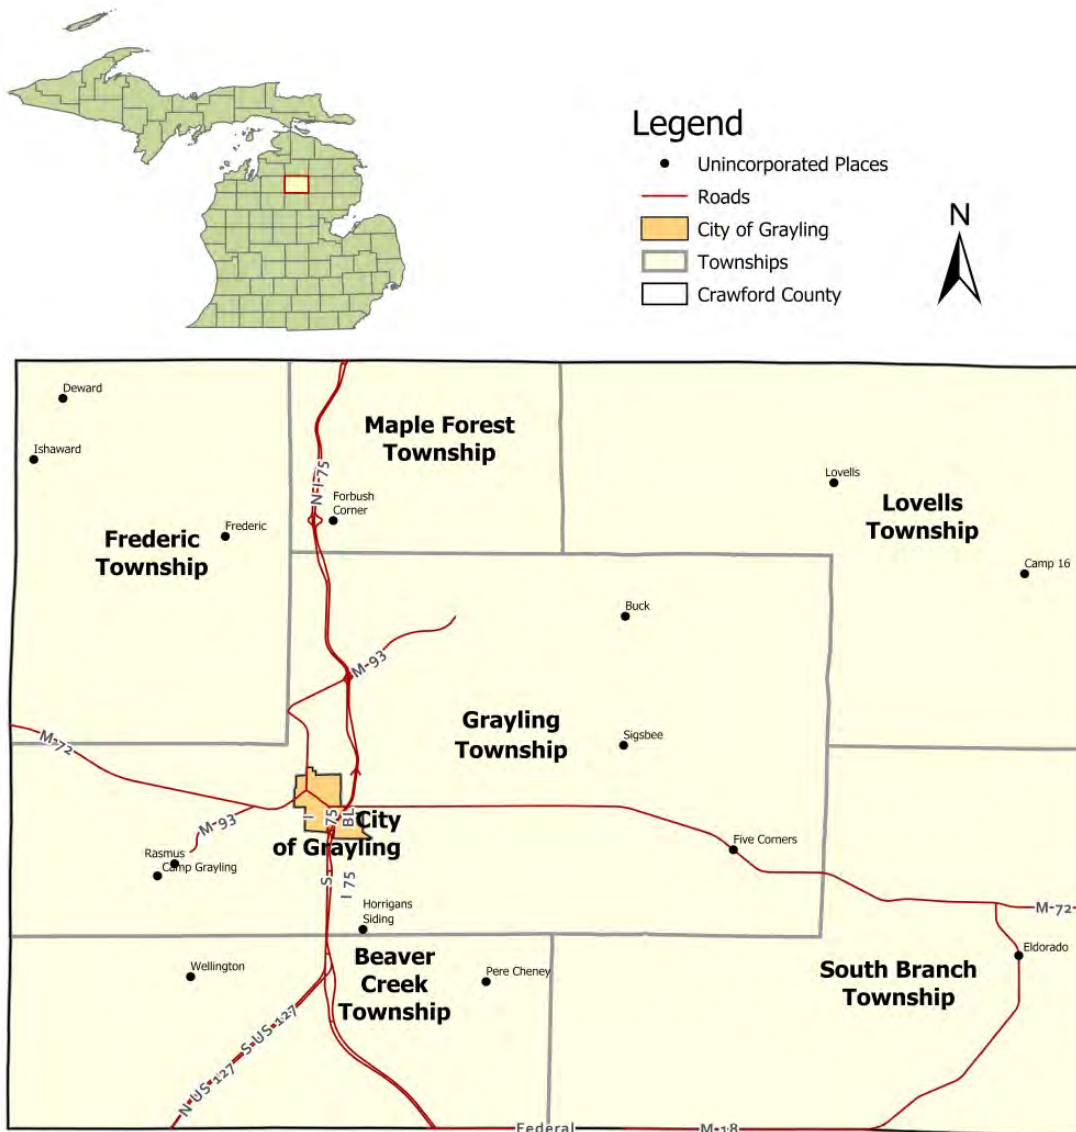 Legend
Unincorporated Places
Roads
City of Grayling
Townships
Crawford County
N
Deward
Ishaward
Frederic
Frederic
Township
N-I-75
Maple Forest
Township
Forbush
Corner
Lovells
Lovells
Township
Camp 16
Buck
M-93
Grayling
Township
Sigsbee
M-72
M-93
I
75
BL
City
of Grayling
Rasmus
Camp Grayling
Five Corners
S
I 75
Horrigans
Siding
M-72
Wellington
Beaver
Creek
Township
Pere Cheney
South Branch
Township
Eldorado
N US-127
S US-127
Federal
M-18